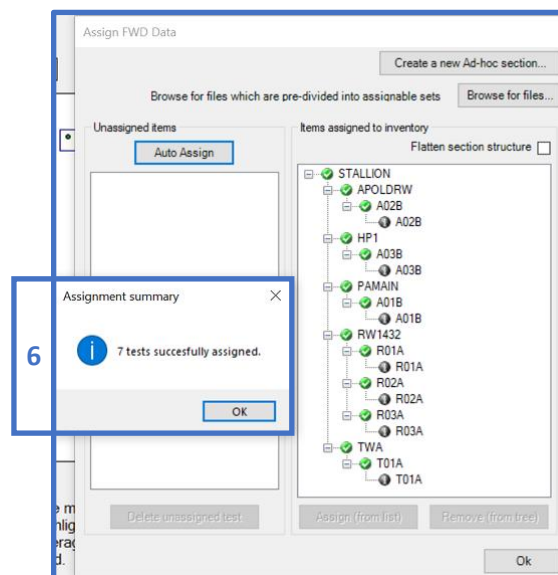 Assign FWD Data
Create a new Ad-hoc section...
Browse for files which are pre-divided into assignable sets
Browse for files...
Unassigned items
Auto Assign
Items assigned to inventory
Flatten section structure
STALLION
APOLDRW
A02B
A02B
HP1
A03B
A03B
PAMAIN
A01B
A01B
RW1432
R01A
R01A
R02A
R02A
R03A
R03A
TWA
T01A
T01A
6
Assignment summary
7 tests succesfully assigned.
OK
Delete unassigned test
Assign (from list)
Remove (from tree)
Ok